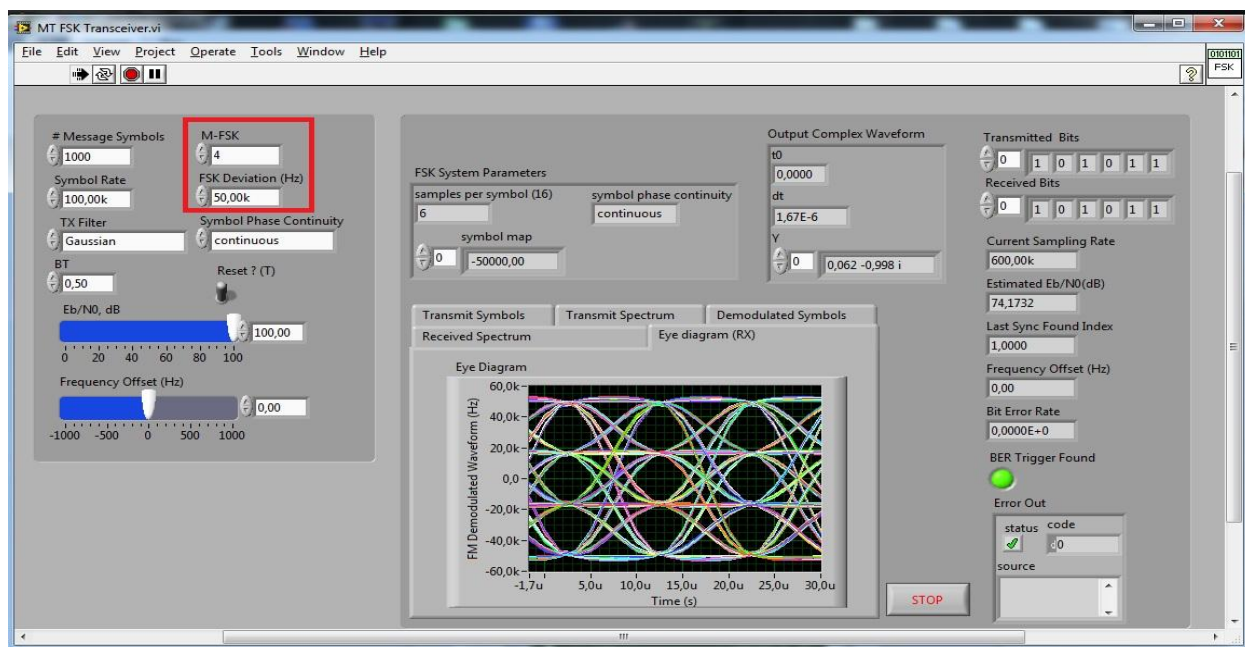 MT FSK Transceiver.vi
File Edit View Project Operate Tools Window Help
0101101
FSK
# Message Symbols
1000
M-FSK
4
Symbol Rate
100,00k
FSK Deviation (Hz)
50,00k
TX Filter
Gaussian
Symbol Phase Continuity
continuous
BT
0,50
Reset ? (T)
Eb/N0, dB
100,00
0 20 40 60 80 100
Frequency Offset (Hz)
0,00
-1000 -500 0 500 1000
FSK System Parameters
samples per symbol (16)
6
symbol phase continuity
continuous
symbol map
0 -50000,00
Output Complex Waveform
t0
0,0000
dt
1,67E-6
Y
0 0,062 -0,998 i
Transmit Symbols Transmit Spectrum Demodulated Symbols
Received Spectrum Eye diagram (RX)
Eye Diagram
FM Demodulated Waveform (Hz)
60,0k
40,0k
20,0k
0,0
-20,0k
-40,0k
-60,0k
-1,7u 5,0u 10,0u 15,0u 20,0u 25,0u 30,0u
Time (s)
STOP
Transmitted Bits
0 1 0 1 0 1 1
Received Bits
0 1 0 1 0 1 1
Current Sampling Rate
600,00k
Estimated Eb/N0(dB)
74,1732
Last Sync Found Index
1,0000
Frequency Offset (Hz)
0,00
Bit Error Rate
0,0000E+0
BER Trigger Found
Error Out
status code
d0
source